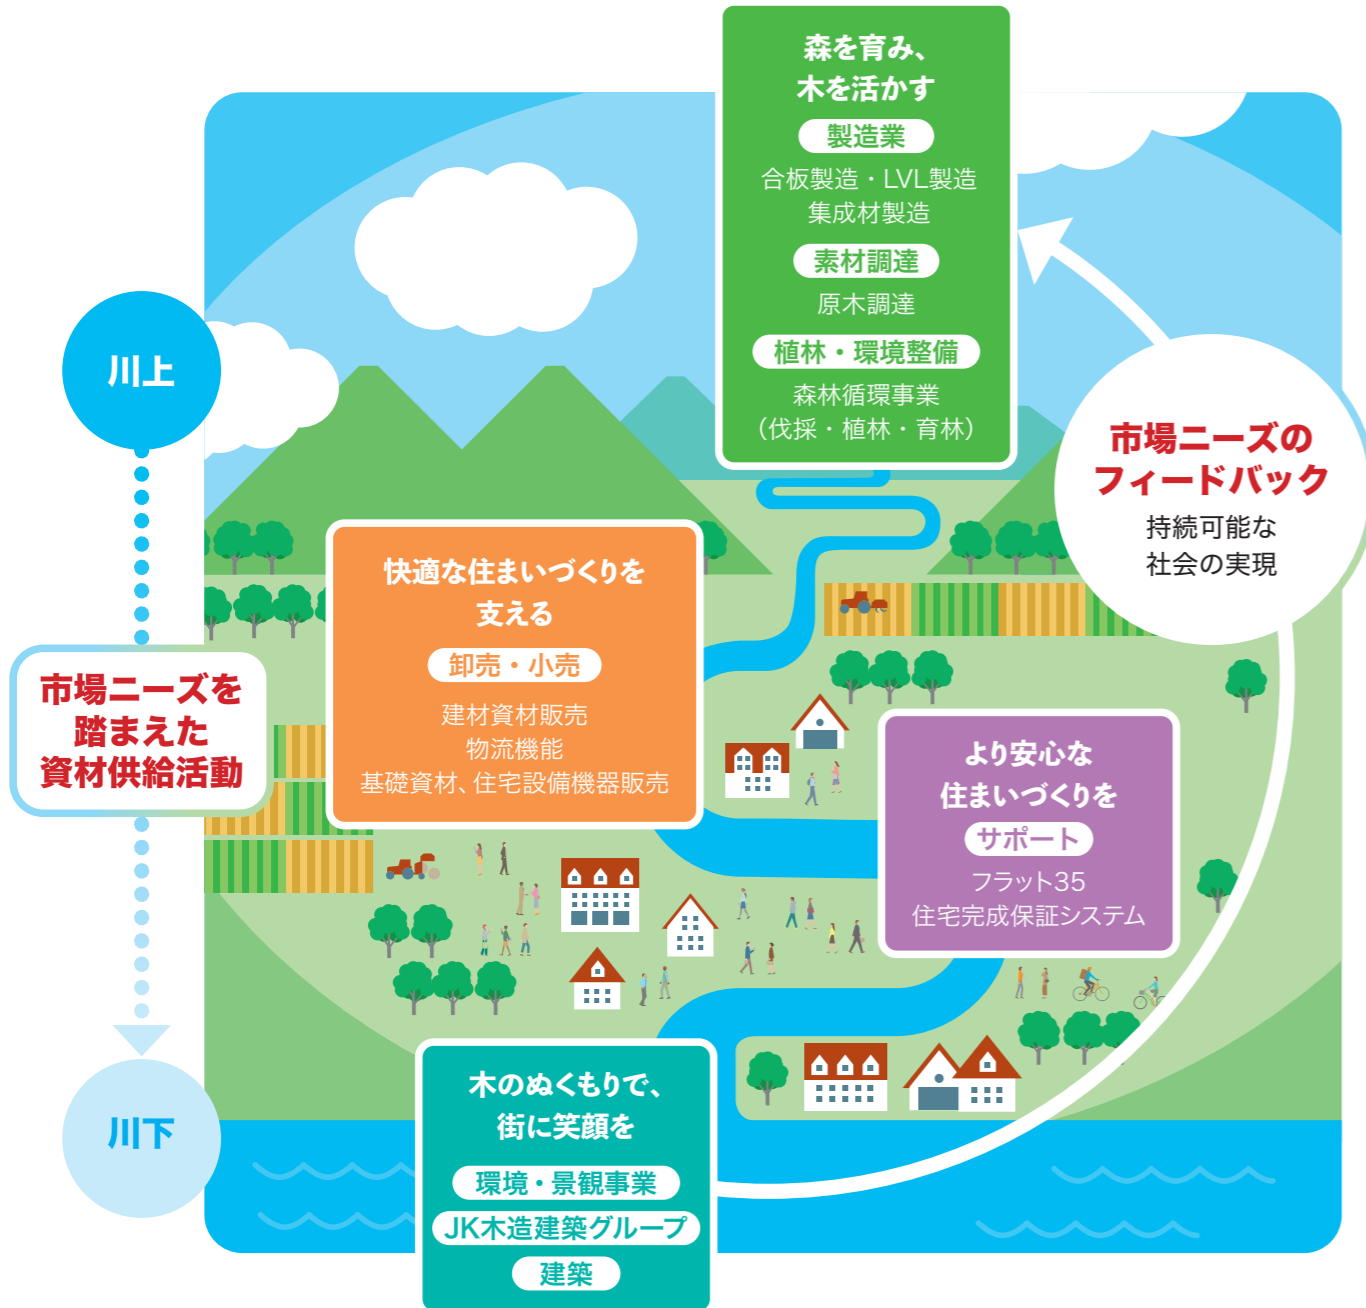 森を育み、
木を活かす
製造業
合板製造・LVL製造
集成材製造
素材調達
原木調達
植林・環境整備
森林循環事業
（伐採・植林・育林）
川上
市場ニーズの
フィードバック
持続可能な
社会の実現
快適な住まいづくりを
支える
卸売・小売
建材資材販売
物流機能
基礎資材、住宅設備機器販売
市場ニーズを
踏まえた
資材供給活動
より安心な
住まいづくりを
サポート
フラット35
住宅完成保証システム
川下
木のぬくもりで、
街に笑顔を
環境・景観事業
JK木造建築グループ
建築